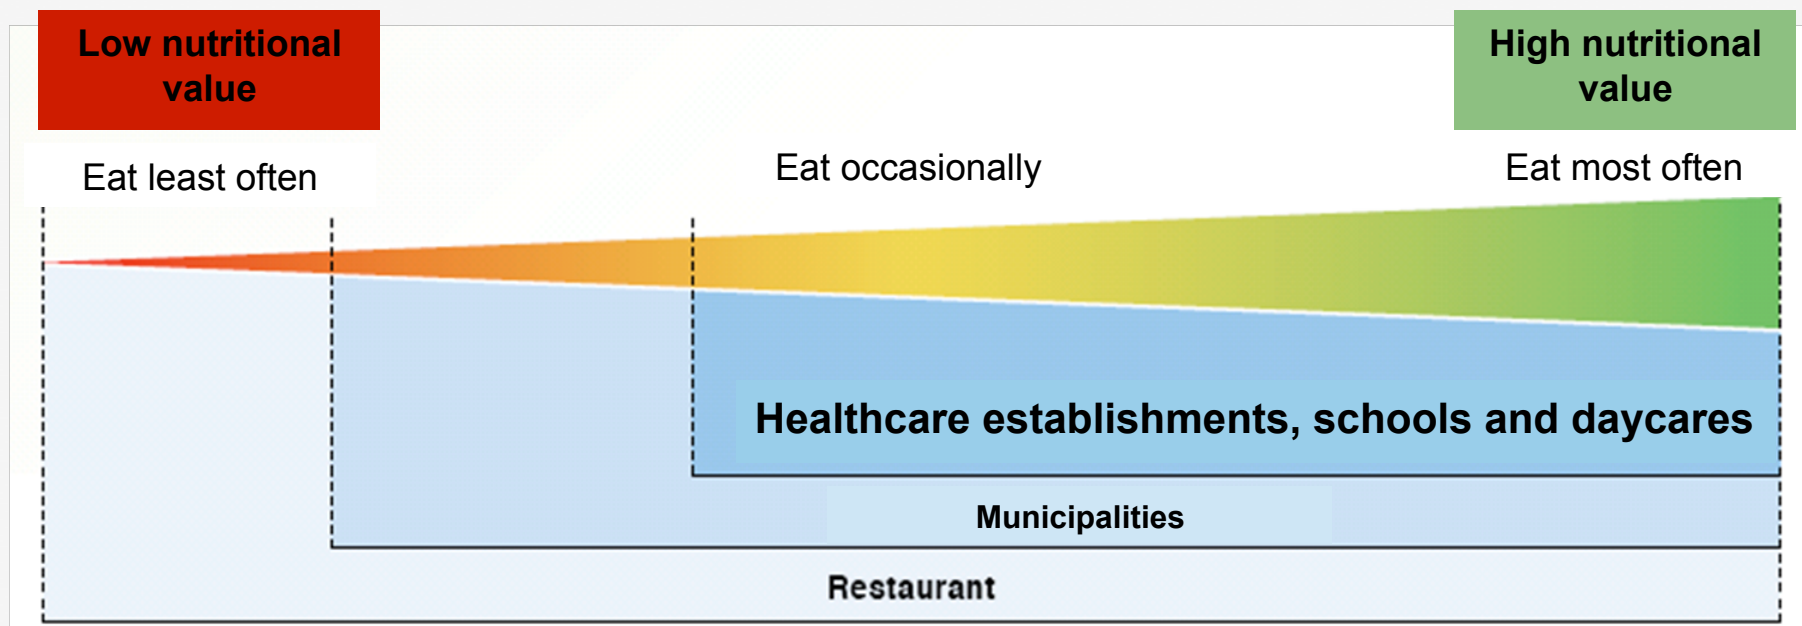 Low nutritional
value
High nutritional
value
Eat least often
Eat occasionally
Eat most often
Healthcare establishments, schools and daycares
Municipalities
Restaurant